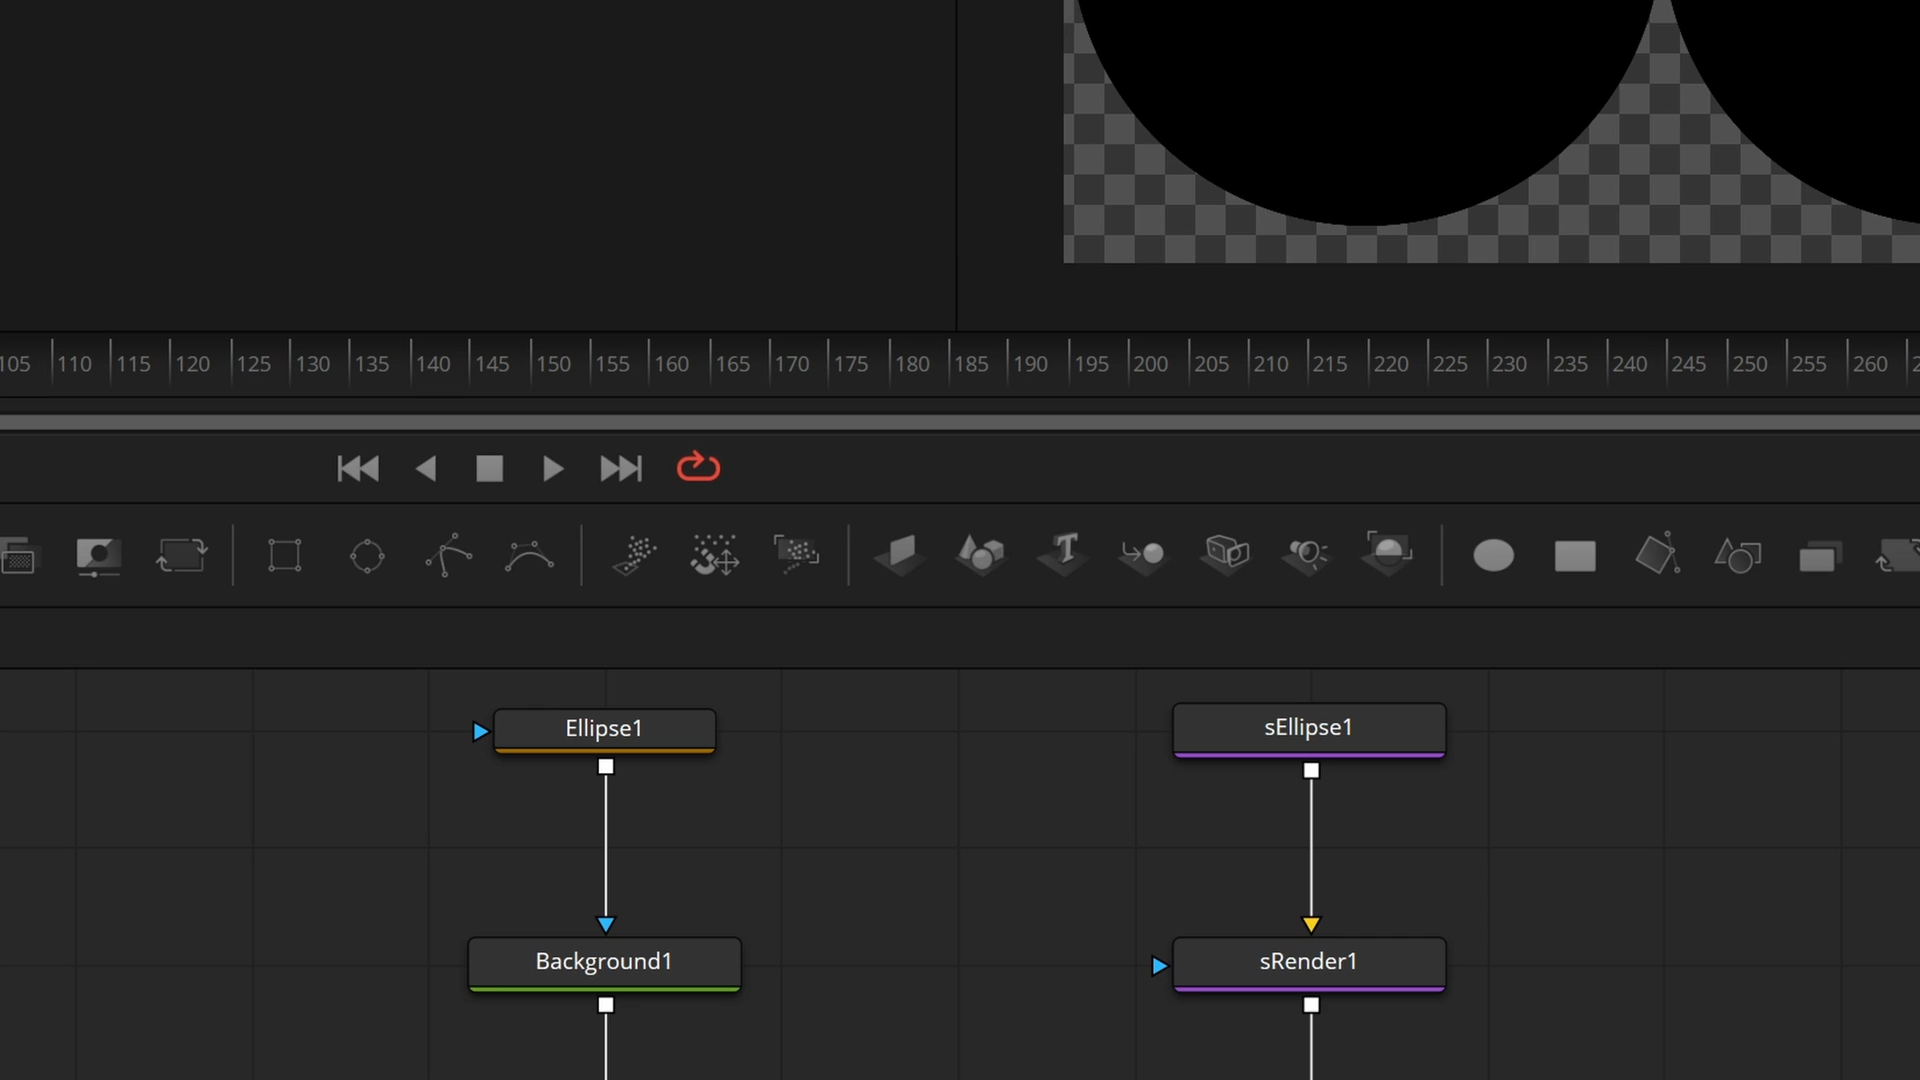 105 110 115 120 125 130 135 140 145 150 155 160 165 170 175 180 185 190 195 200 205 210 215 220 225 230 235 240 245 250 255 260
Ellipse1 sEllipse1
Background1 sRender1